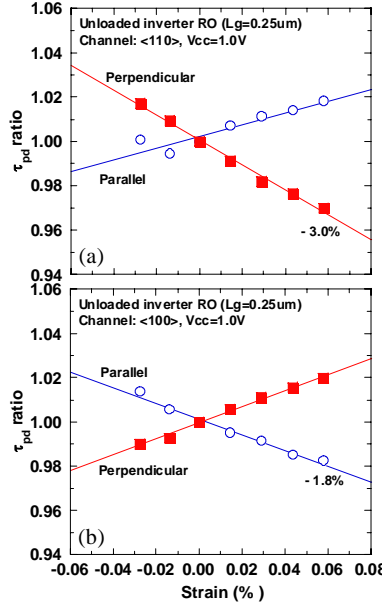 1.06
Unloaded inverter RO (Lg=0.25um)
Channel: <110>, Vcc=1.0V
1.04
Perpendicular
1.02
1.00
τpd ratio
0.98
Parallel
0.96
- 3.0%
(a)
0.94
1.06
Unloaded inverter RO (Lg=0.25um)
Channel: <100>, Vcc=1.0V
1.04
Parallel
1.02
1.00
τpd ratio
0.98
Perpendicular
- 1.8%
0.96
(b)
0.94
-0.06 -0.04 -0.02 0.00 0.02 0.04 0.06 0.08
Strain (% )